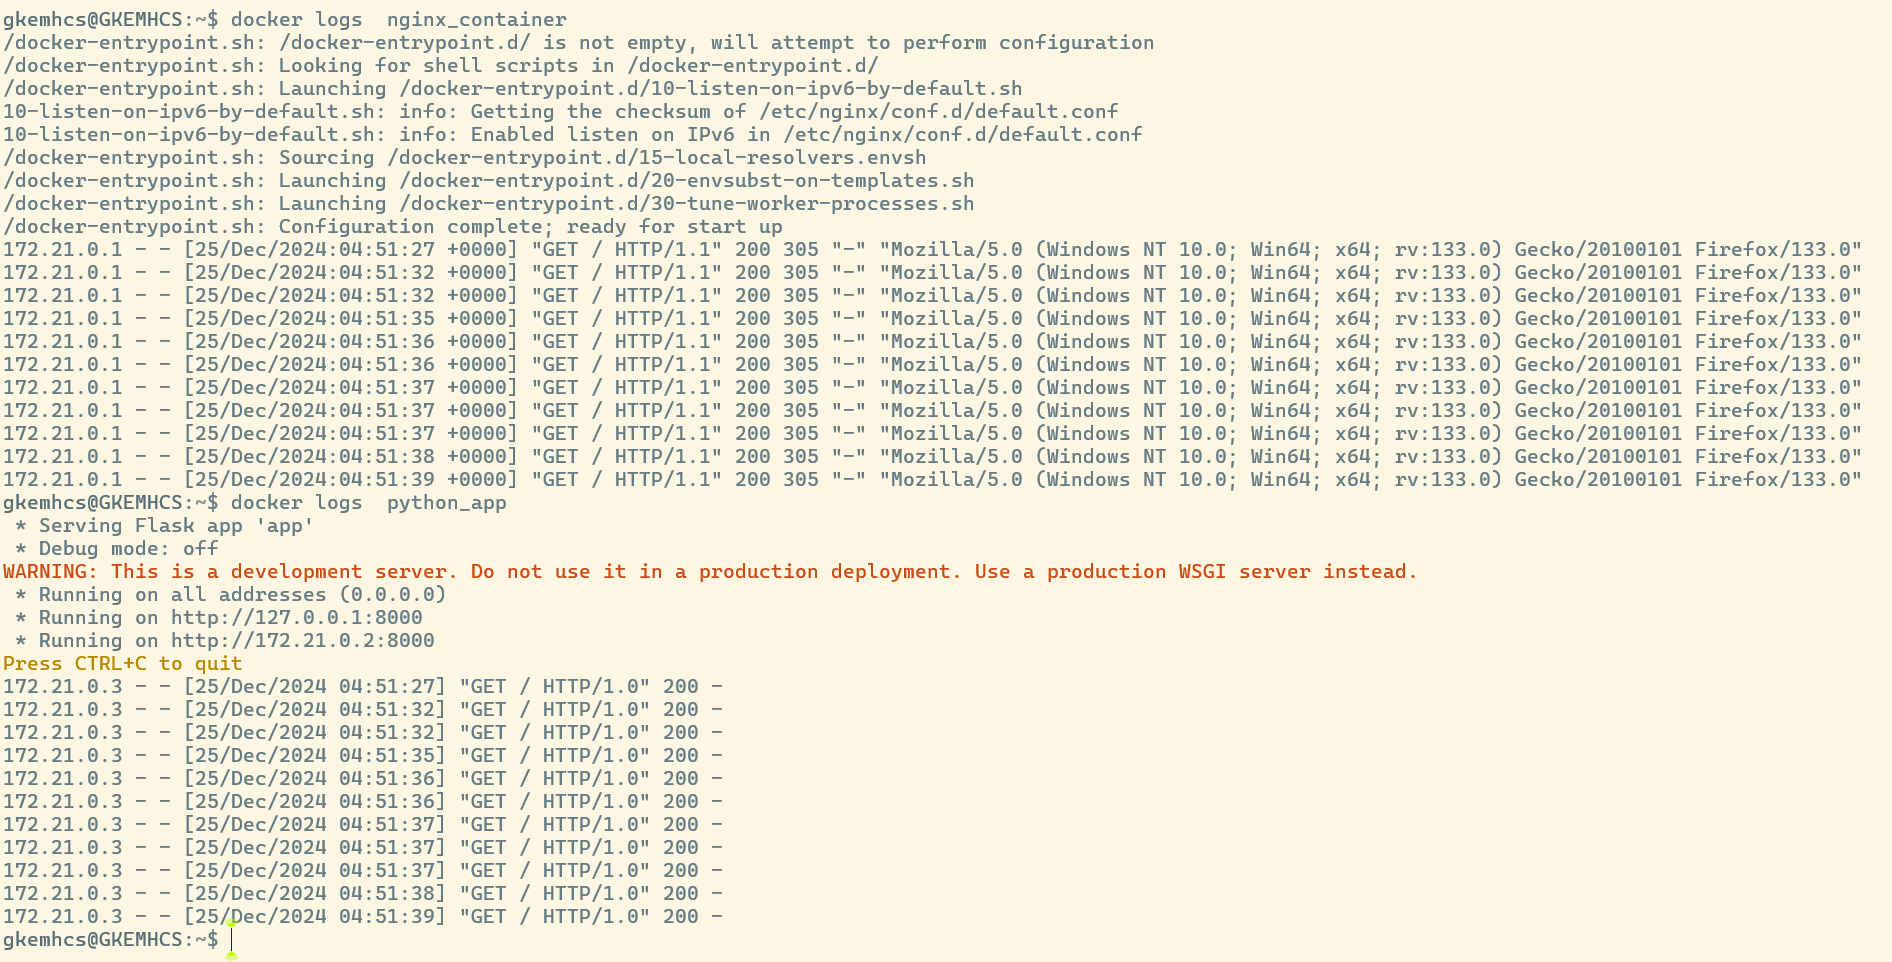 gkemhcs@GKEMHCS:~$ docker logs  nginx_container
/docker-entrypoint.sh: /docker-entrypoint.d/ is not empty, will attempt to perform configuration
/docker-entrypoint.sh: Looking for shell scripts in /docker-entrypoint.d/
/docker-entrypoint.sh: Launching /docker-entrypoint.d/10-listen-on-ipv6-by-default.sh
10-listen-on-ipv6-by-default.sh: info: Getting the checksum of /etc/nginx/conf.d/default.conf
10-listen-on-ipv6-by-default.sh: info: Enabled listen on IPv6 in /etc/nginx/conf.d/default.conf
/docker-entrypoint.sh: Sourcing /docker-entrypoint.d/15-local-resolvers.envsh
/docker-entrypoint.sh: Launching /docker-entrypoint.d/20-envsubst-on-templates.sh
/docker-entrypoint.sh: Launching /docker-entrypoint.d/30-tune-worker-processes.sh
/docker-entrypoint.sh: Configuration complete; ready for start up
172.21.0.1 - - [25/Dec/2024:04:51:27 +0000] "GET / HTTP/1.1" 200 305 "-" "Mozilla/5.0 (Windows NT 10.0; Win64; x64; rv:133.0) Gecko/20100101 Firefox/133.0"
172.21.0.1 - - [25/Dec/2024:04:51:32 +0000] "GET / HTTP/1.1" 200 305 "-" "Mozilla/5.0 (Windows NT 10.0; Win64; x64; rv:133.0) Gecko/20100101 Firefox/133.0"
172.21.0.1 - - [25/Dec/2024:04:51:32 +0000] "GET / HTTP/1.1" 200 305 "-" "Mozilla/5.0 (Windows NT 10.0; Win64; x64; rv:133.0) Gecko/20100101 Firefox/133.0"
172.21.0.1 - - [25/Dec/2024:04:51:35 +0000] "GET / HTTP/1.1" 200 305 "-" "Mozilla/5.0 (Windows NT 10.0; Win64; x64; rv:133.0) Gecko/20100101 Firefox/133.0"
172.21.0.1 - - [25/Dec/2024:04:51:36 +0000] "GET / HTTP/1.1" 200 305 "-" "Mozilla/5.0 (Windows NT 10.0; Win64; x64; rv:133.0) Gecko/20100101 Firefox/133.0"
172.21.0.1 - - [25/Dec/2024:04:51:36 +0000] "GET / HTTP/1.1" 200 305 "-" "Mozilla/5.0 (Windows NT 10.0; Win64; x64; rv:133.0) Gecko/20100101 Firefox/133.0"
172.21.0.1 - - [25/Dec/2024:04:51:37 +0000] "GET / HTTP/1.1" 200 305 "-" "Mozilla/5.0 (Windows NT 10.0; Win64; x64; rv:133.0) Gecko/20100101 Firefox/133.0"
172.21.0.1 - - [25/Dec/2024:04:51:37 +0000] "GET / HTTP/1.1" 200 305 "-" "Mozilla/5.0 (Windows NT 10.0; Win64; x64; rv:133.0) Gecko/20100101 Firefox/133.0"
172.21.0.1 - - [25/Dec/2024:04:51:37 +0000] "GET / HTTP/1.1" 200 305 "-" "Mozilla/5.0 (Windows NT 10.0; Win64; x64; rv:133.0) Gecko/20100101 Firefox/133.0"
172.21.0.1 - - [25/Dec/2024:04:51:38 +0000] "GET / HTTP/1.1" 200 305 "-" "Mozilla/5.0 (Windows NT 10.0; Win64; x64; rv:133.0) Gecko/20100101 Firefox/133.0"
172.21.0.1 - - [25/Dec/2024:04:51:39 +0000] "GET / HTTP/1.1" 200 305 "-" "Mozilla/5.0 (Windows NT 10.0; Win64; x64; rv:133.0) Gecko/20100101 Firefox/133.0"
gkemhcs@GKEMHCS:~$ docker logs  python_app
 * Serving Flask app 'app'
 * Debug mode: off
WARNING: This is a development server. Do not use it in a production deployment. Use a production WSGI server instead.
 * Running on all addresses (0.0.0.0)
 * Running on http://127.0.0.1:8000
 * Running on http://172.21.0.2:8000
Press CTRL+C to quit
172.21.0.3 - - [25/Dec/2024 04:51:27] "GET / HTTP/1.0" 200 -
172.21.0.3 - - [25/Dec/2024 04:51:32] "GET / HTTP/1.0" 200 -
172.21.0.3 - - [25/Dec/2024 04:51:32] "GET / HTTP/1.0" 200 -
172.21.0.3 - - [25/Dec/2024 04:51:35] "GET / HTTP/1.0" 200 -
172.21.0.3 - - [25/Dec/2024 04:51:36] "GET / HTTP/1.0" 200 -
172.21.0.3 - - [25/Dec/2024 04:51:36] "GET / HTTP/1.0" 200 -
172.21.0.3 - - [25/Dec/2024 04:51:37] "GET / HTTP/1.0" 200 -
172.21.0.3 - - [25/Dec/2024 04:51:37] "GET / HTTP/1.0" 200 -
172.21.0.3 - - [25/Dec/2024 04:51:37] "GET / HTTP/1.0" 200 -
172.21.0.3 - - [25/Dec/2024 04:51:38] "GET / HTTP/1.0" 200 -
172.21.0.3 - - [25/Dec/2024 04:51:39] "GET / HTTP/1.0" 200 -
gkemhcs@GKEMHCS:~$